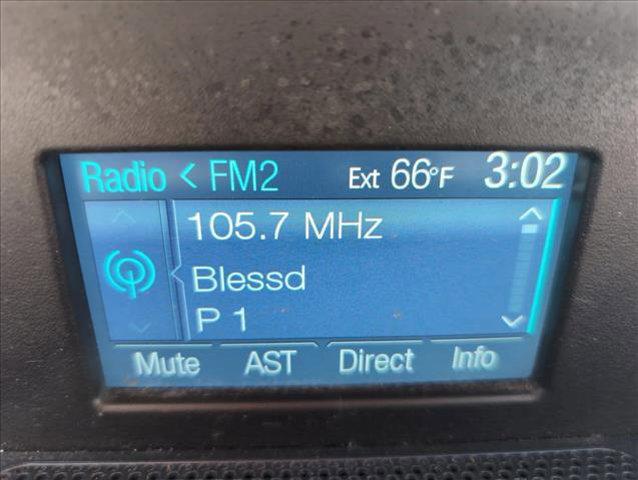 Radio < FM2 Ext 66°F 3:02
105.7 MHz
Blessd
P 1
Mute AST Direct Info